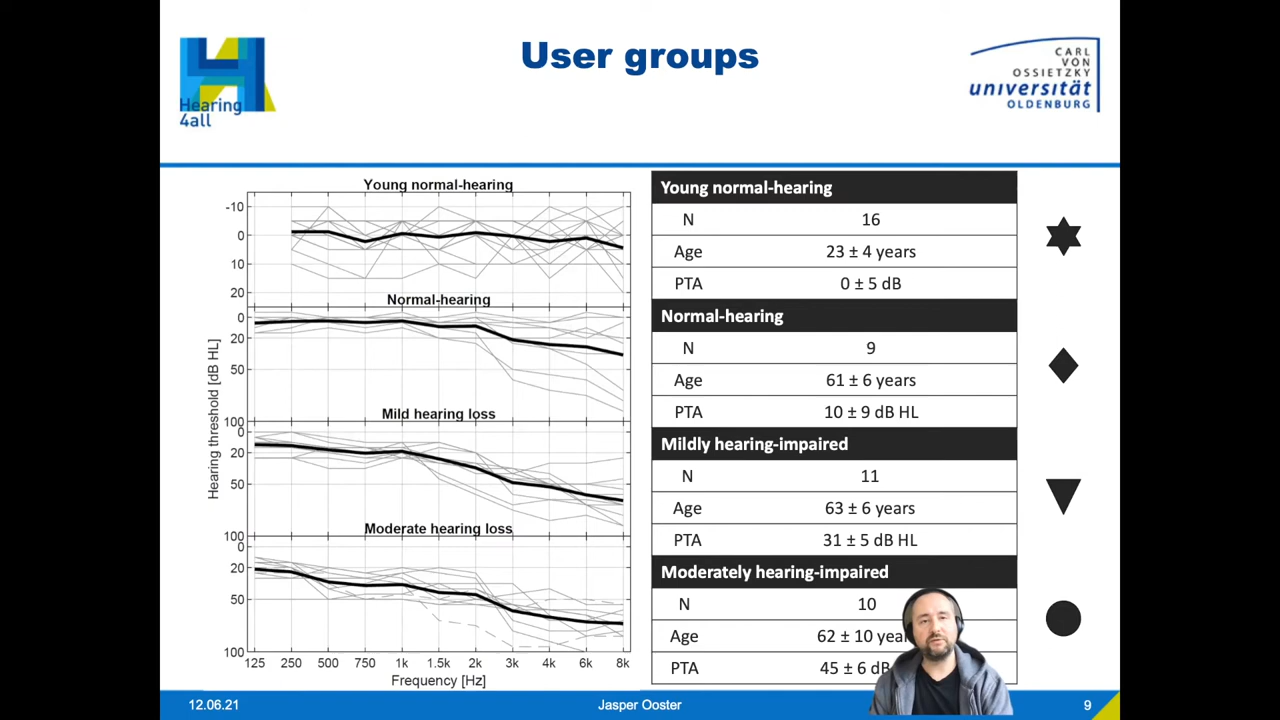 User groups
Hearing
4all
CARL
VON
OSSIETZKY
universität
OLDENBURG
Young normal-hearing
-10
0
10
20
Normal-hearing
0
20
50
100
Mild hearing loss
0
20
50
100
Moderate hearing loss
0
20
50
100
Hearing threshold [dB HL]
125 250 500 750 1k 1.5k 2k 3k 4k 6k 8k
Frequency [Hz]
Young normal-hearing
N 16
Age 23 ± 4 years
PTA 0 ± 5 dB
Normal-hearing
N 9
Age 61 ± 6 years
PTA 10 ± 9 dB HL
Mildly hearing-impaired
N 11
Age 63 ± 6 years
PTA 31 ± 5 dB HL
Moderately hearing-impaired
N 10
Age 62 ± 10
PTA 45 ± 6 dB
12.06.21
Jasper Ooster
9